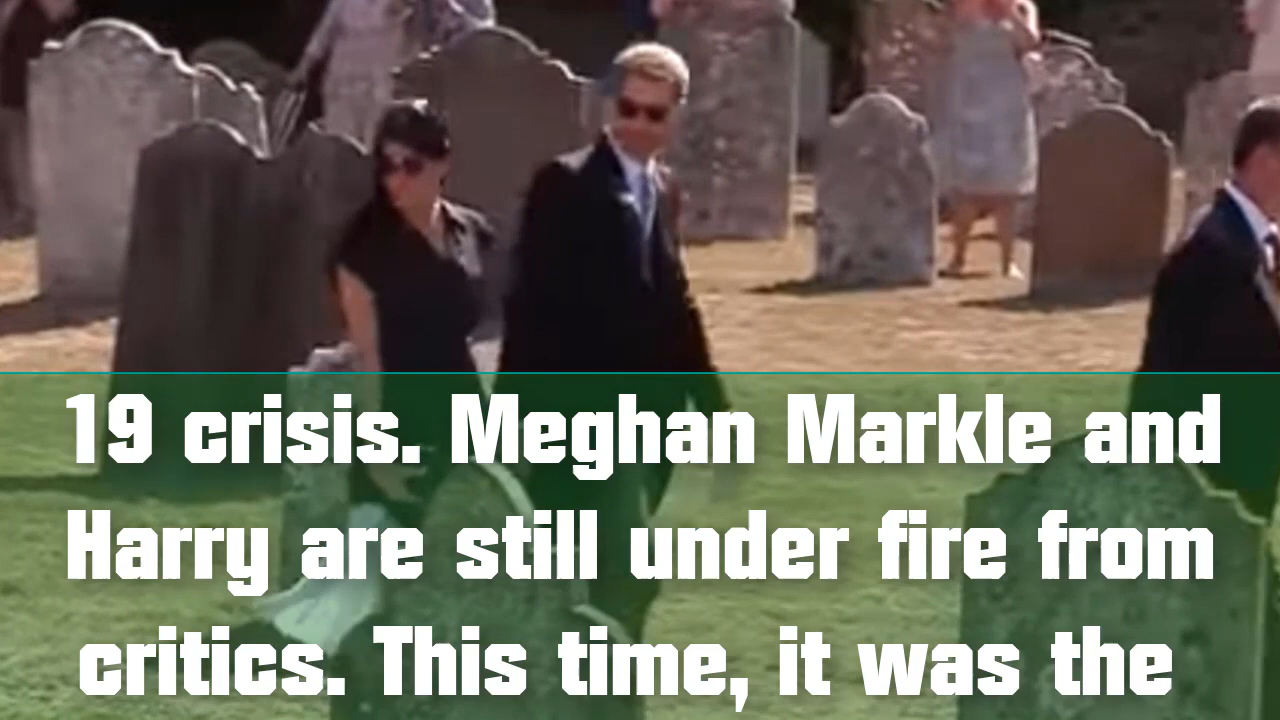 19 crisis. Meghan Markle and
Harry are still under fire from
critics. This time, it was the